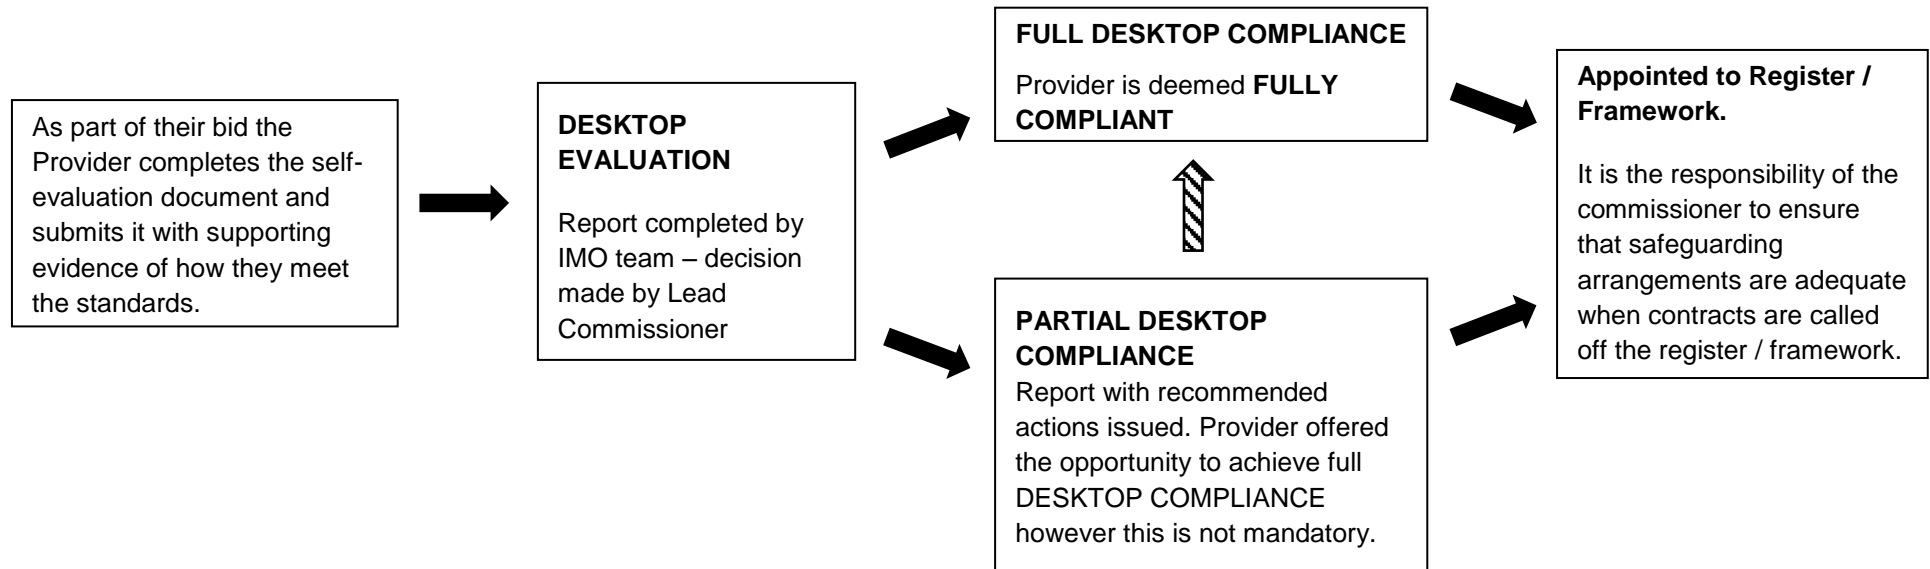 As part of their bid the
Provider completes the self-
evaluation document and
submits it with supporting
evidence of how they meet
the standards.
DESKTOP
EVALUATION
Report completed by
IMO team – decision
made by Lead
Commissioner
FULL DESKTOP COMPLIANCE
Provider is deemed FULLY
COMPLIANT
PARTIAL DESKTOP
COMPLIANCE
Report with recommended
actions issued. Provider offered
the opportunity to achieve full
DESKTOP COMPLIANCE
however this is not mandatory.
Appointed to Register /
Framework.
It is the responsibility of the
commissioner to ensure
that safeguarding
arrangements are adequate
when contracts are called
off the register / framework.